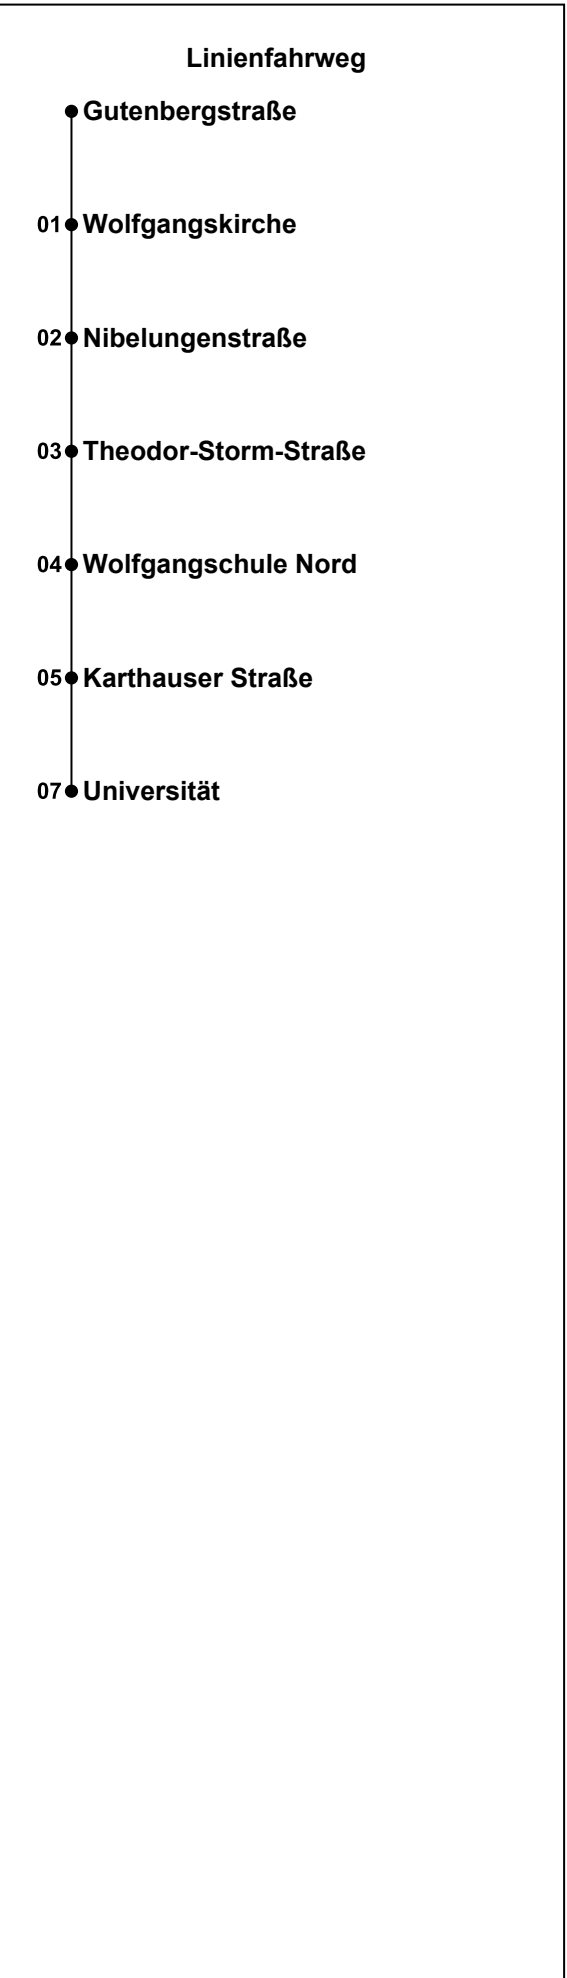 Linienfahrweg
Gutenbergstraße
01 Wolfgangskirche
02 Nibelungenstraße
03 Theodor-Storm-Straße
04 Wolfgangschule Nord
05 Karthauser Straße
07 Universität